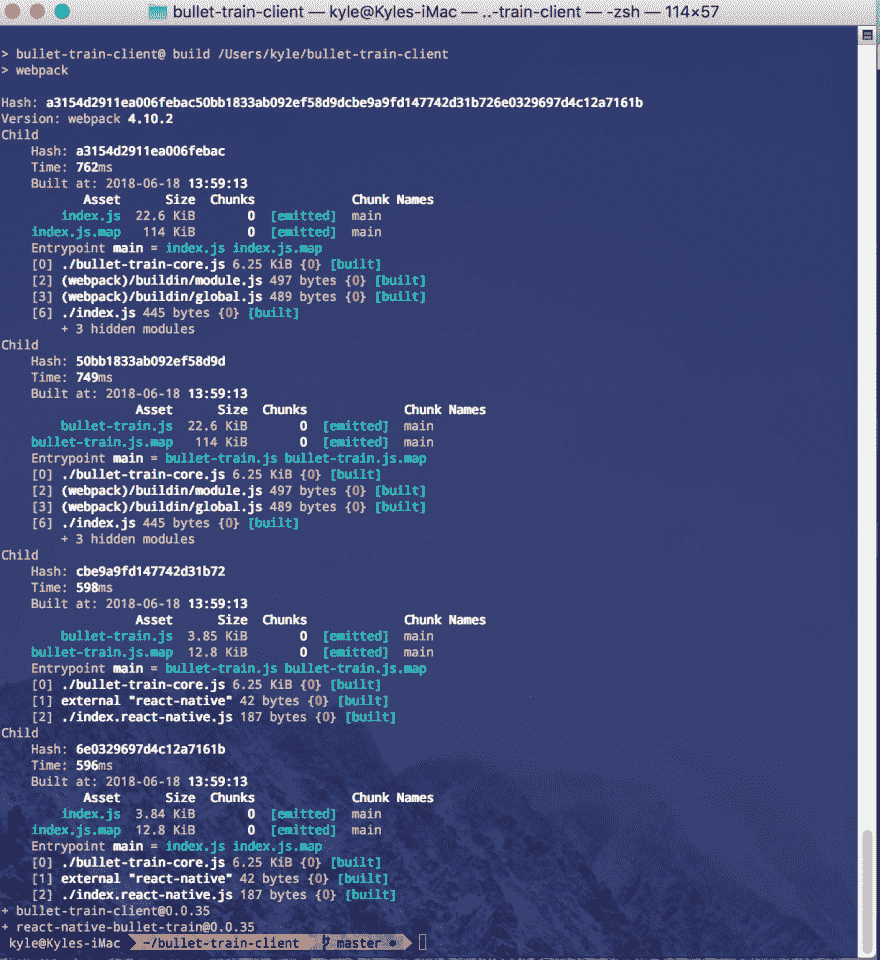 bullet-train-client — kyle@Kyles-iMac — ..-train-client — -zsh — 114×57
> bullet-train-client@ build /Users/kyle/bullet-train-client
> webpack
Hash: a3154d2911ea006febac50bb1833ab092ef58d9dcbe9a9fd147742d31b726e0329697d4c12a7161b
Version: webpack 4.10.2
Child
Hash: a3154d2911ea006febac
Time: 762ms
Built at: 2018-06-18 13:59:13
Asset Size Chunks Chunk Names
index.js 22.6 KiB 0 [emitted] main
index.js.map 114 KiB 0 [emitted] main
Entrypoint main = index.js index.js.map
[0] ./bullet-train-core.js 6.25 KiB {0} [built]
[2] (webpack)/buildin/module.js 497 bytes {0} [built]
[3] (webpack)/buildin/global.js 489 bytes {0} [built]
[6] ./index.js 445 bytes {0} [built]
+ 3 hidden modules
Child
Hash: 50bb1833ab092ef58d9d
Time: 749ms
Built at: 2018-06-18 13:59:13
Asset Size Chunks Chunk Names
bullet-train.js 22.6 KiB 0 [emitted] main
bullet-train.js.map 114 KiB 0 [emitted] main
Entrypoint main = bullet-train.js bullet-train.js.map
[0] ./bullet-train-core.js 6.25 KiB {0} [built]
[2] (webpack)/buildin/module.js 497 bytes {0} [built]
[3] (webpack)/buildin/global.js 489 bytes {0} [built]
[6] ./index.js 445 bytes {0} [built]
+ 3 hidden modules
Child
Hash: cbe9a9fd147742d31b72
Time: 598ms
Built at: 2018-06-18 13:59:13
Asset Size Chunks Chunk Names
bullet-train.js 3.85 KiB 0 [emitted] main
bullet-train.js.map 12.8 KiB 0 [emitted] main
Entrypoint main = bullet-train.js bullet-train.js.map
[0] ./bullet-train-core.js 6.25 KiB {0} [built]
[1] external "react-native" 42 bytes {0} [built]
[2] ./index.react-native.js 187 bytes {0} [built]
Child
Hash: 6e0329697d4c12a7161b
Time: 596ms
Built at: 2018-06-18 13:59:13
Asset Size Chunks Chunk Names
index.js 3.84 KiB 0 [emitted] main
index.js.map 12.8 KiB 0 [emitted] main
Entrypoint main = index.js index.js.map
[0] ./bullet-train-core.js 6.25 KiB {0} [built]
[1] external "react-native" 42 bytes {0} [built]
[2] ./index.react-native.js 187 bytes {0} [built]
+ bullet-train-client@0.0.35
+ react-native-bullet-train@0.0.35
kyle@Kyles-iMac ~/bullet-train-client master ●